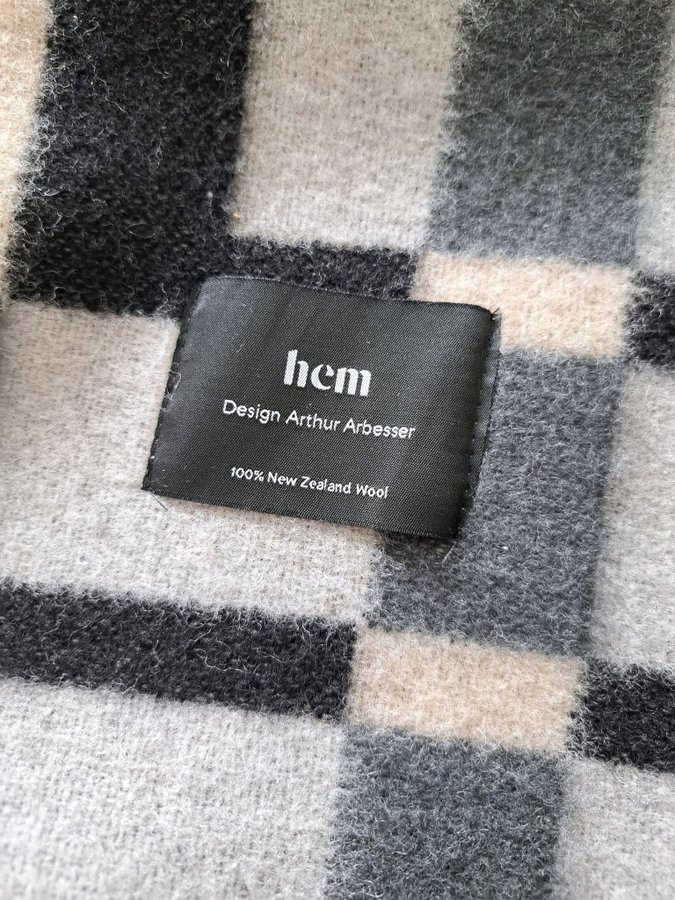 hem
Design Arthur Arbesser
100% New Zealand Wool